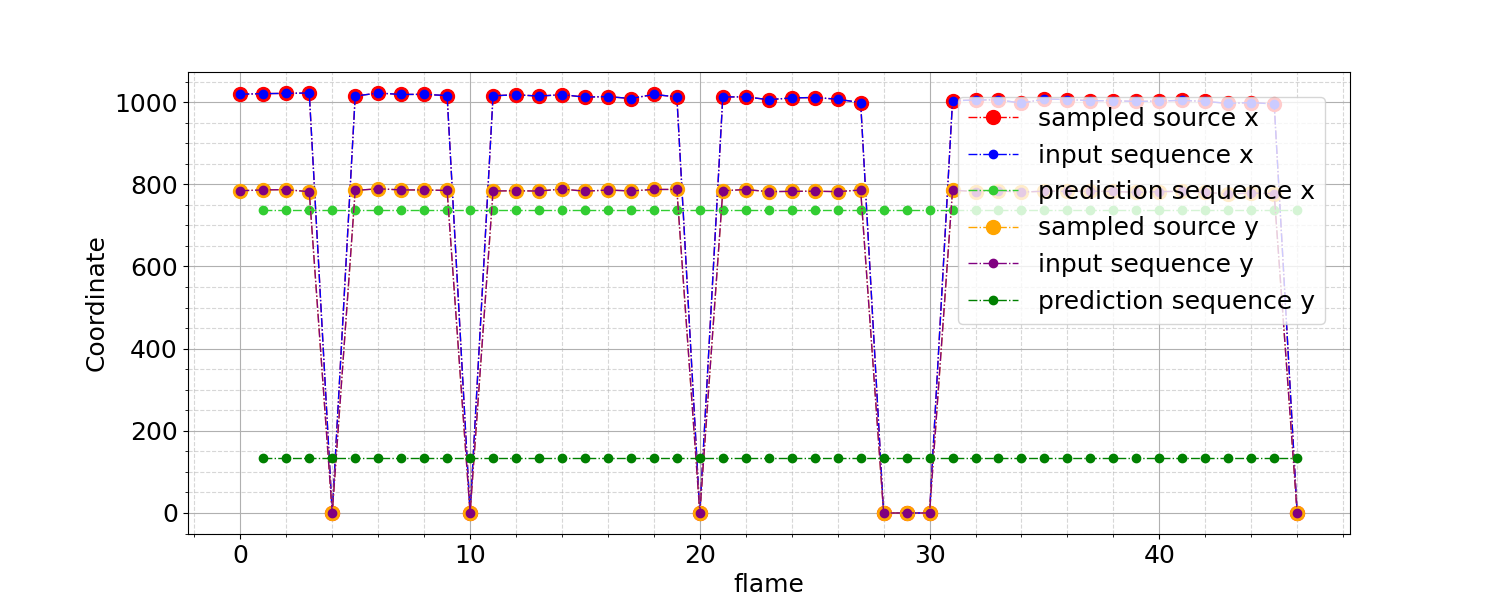 1000
800
600
400
200
0
Coordinate
0 10 20 30 40
flame
sampled source x
input sequence x
prediction sequence x
sampled source y
input sequence y
prediction sequence y